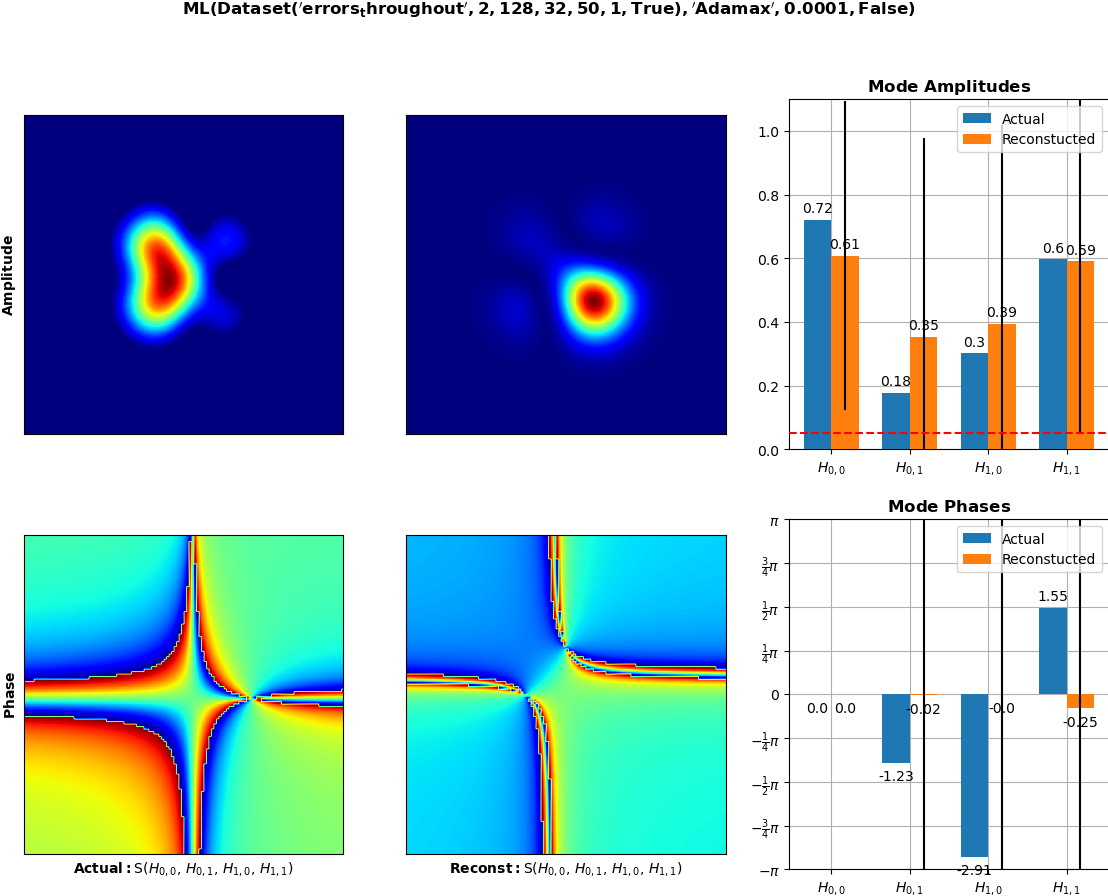 ML(Dataset('errors_throughout', 2, 128, 32, 50, 1, True), 'Adamax', 0.0001, False)
Amplitude
Mode Amplitudes
Actual
Reconstucted
1.0
0.8
0.6
0.4
0.2
0.0
0.72
0.61
0.18
0.35
0.3
0.39
0.6
0.59
H0,0
H0,1
H1,0
H1,1
Phase
Actual: S(H0,0, H0,1, H1,0, H1,1)
Reconst: S(H0,0, H0,1, H1,0, H1,1)
Mode Phases
Actual
Reconstucted
π
3/4π
1/2π
1/4π
0
−1/4π
−1/2π
−3/4π
−π
0.0
0.0
-1.23
-0.02
-2.91
-0.0
1.55
-0.25
H0,0
H0,1
H1,0
H1,1